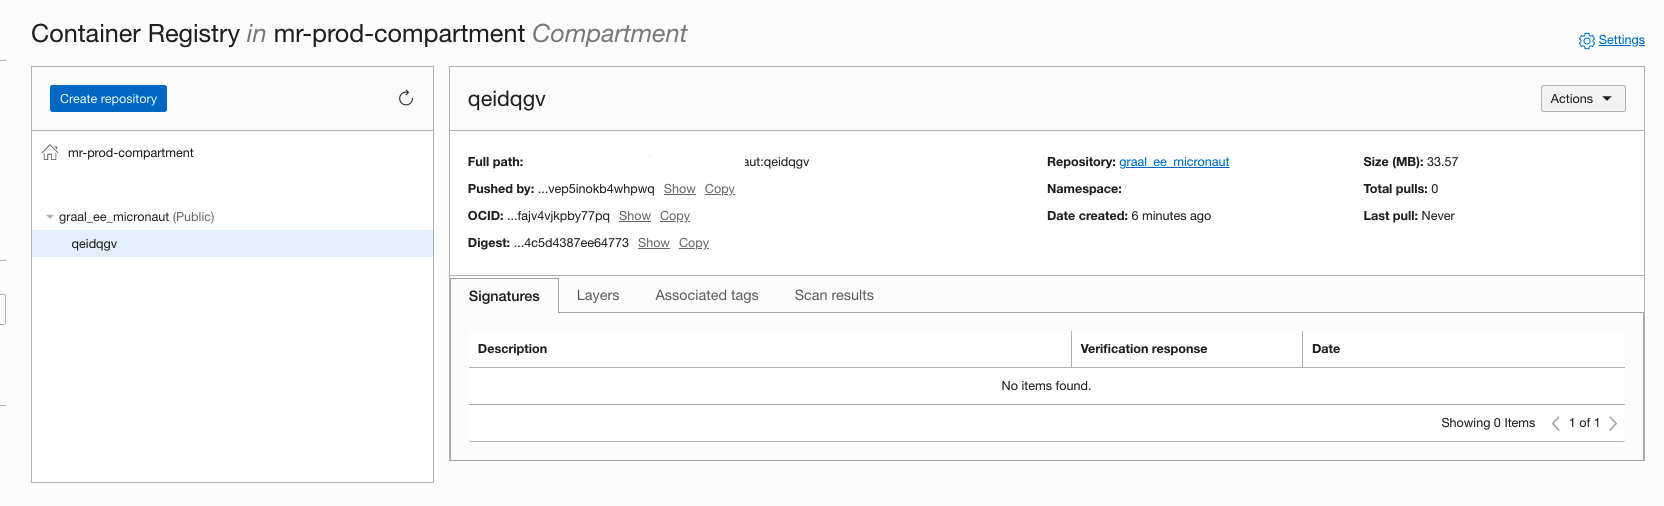 Container Registry in mr-prod-compartment Compartment
Settings
Create repository
mr-prod-compartment
graal_ee_micronaut (Public)
qeidqgv
qeidqgv
Actions
Full path: aut:qeidqgv
Pushed by: ...vep5inokb4whpwq Show Copy
OCID: ...fajv4vjkpby77pq Show Copy
Digest: ...4c5d4387ee64773 Show Copy
Repository: graal_ee_micronaut
Namespace:
Date created: 6 minutes ago
Size (MB): 33.57
Total pulls: 0
Last pull: Never
Signatures Layers Associated tags Scan results
Description Verification response Date
No items found.
Showing 0 Items 1 of 1